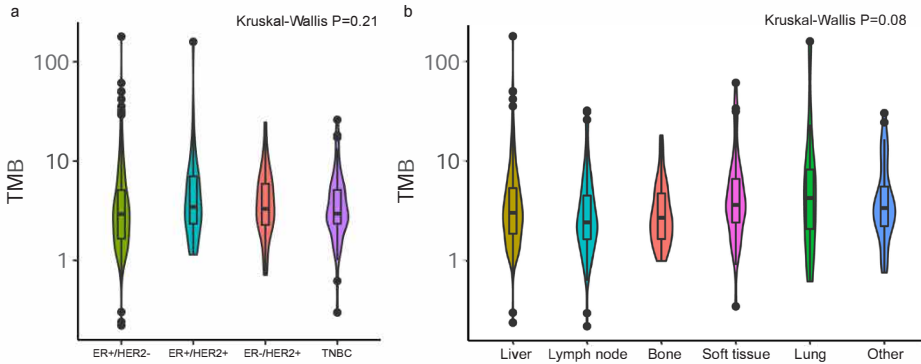 a
Kruskal-Wallis P=0.21
TMB
100
10
1
ER+/HER2-
ER+/HER2+
ER-/HER2+
TNBC
b
Kruskal-Wallis P=0.08
TMB
100
10
1
Liver
Lymph node
Bone
Soft tissue
Lung
Other